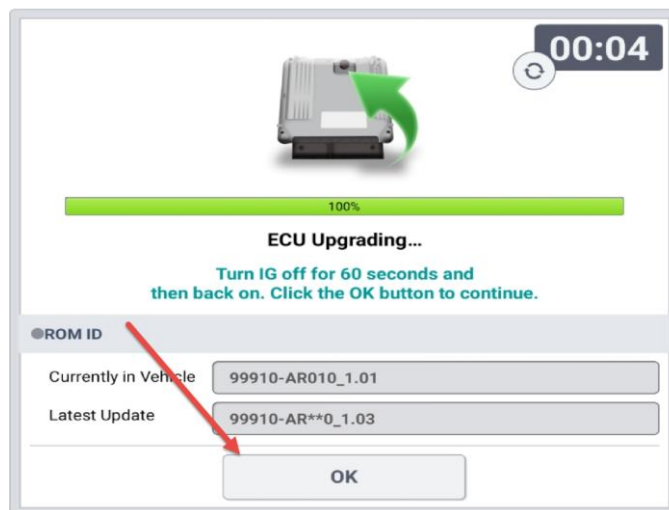 00:04
100%
ECU Upgrading...
Turn IG off for 60 seconds and
then back on. Click the OK button to continue.
ROM ID
Currently in Vehicle 99910-AR010_1.01
Latest Update 99910-AR**0_1.03
OK